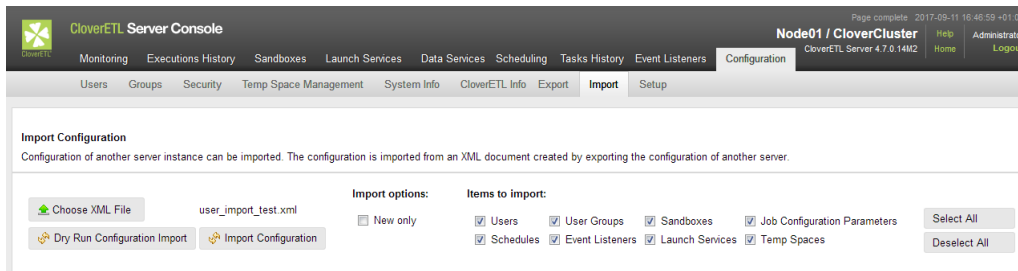 Page complete 2017-09-11 16:46:59 +01:0
CloverETL Server Console
Node01 / CloverCluster Help Administrato
CloverETL CloverETL Server 4.7.0.14M2 Home Logou
Monitoring Executions History Sandboxes Launch Services Data Services Scheduling Tasks History Event Listeners Configuration
Users Groups Security Temp Space Management System Info CloverETL Info Export Import Setup
Import Configuration
Configuration of another server instance can be imported. The configuration is imported from an XML document created by exporting the configuration of another server.
Import options: Items to import:
Choose XML File user_import_test.xml New only Users User Groups Sandboxes Job Configuration Parameters Select All
Dry Run Configuration Import Import Configuration Schedules Event Listeners Launch Services Temp Spaces Deselect All